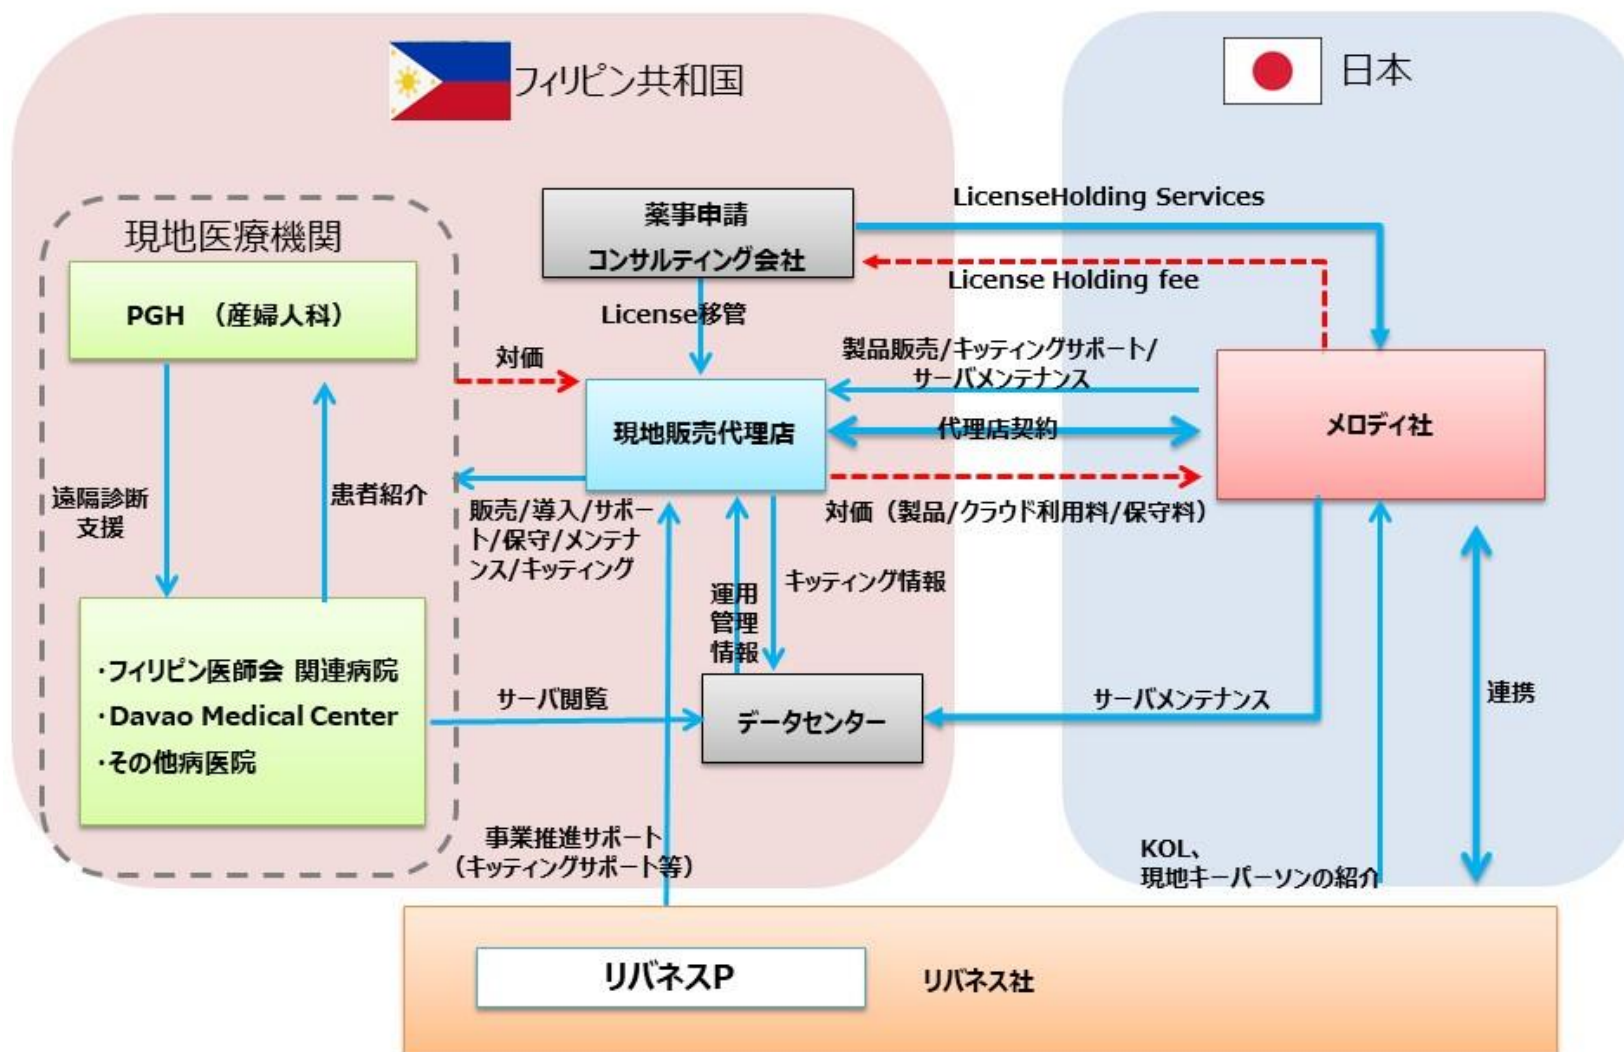 フィリピン共和国
日本
現地医療機関
PGH （産婦人科）
遠隔診断
支援
患者紹介
・フィリピン医師会 関連病院
・Davao Medical Center
・その他病医院
薬事申請
コンサルティング会社
LicenseHolding Services
License Holding fee
License移管
対価
製品販売/キッティングサポート/
サーバメンテナンス
現地販売代理店
代理店契約
メロディ社
販売/導入/サポー
ト/保守/メンテナ
ンス/キッティング
対価（製品/クラウド利用料/保守料）
運用
管理
情報
キッティング情報
サーバ閲覧
データセンター
サーバメンテナンス
連携
事業推進サポート
（キッティングサポート等）
KOL、
現地キーパーソンの紹介
リバネスP
リバネス社